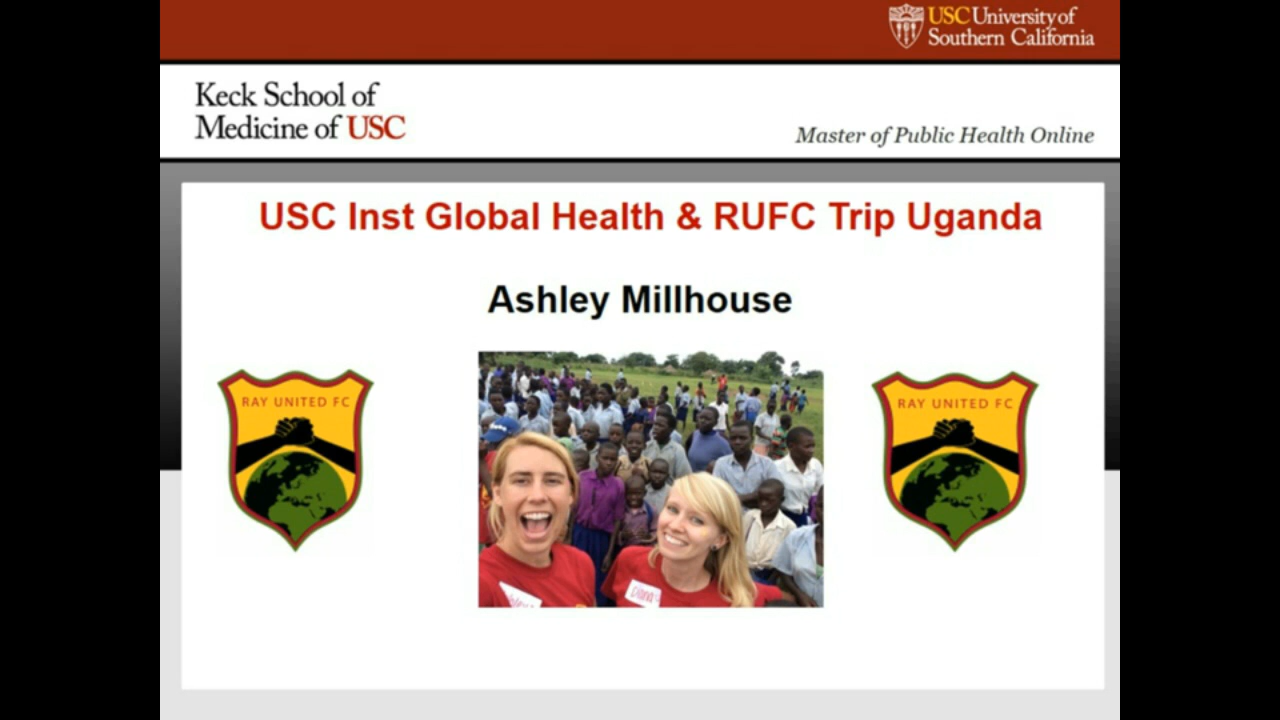 USC University of
Southern California
Keck School of
Medicine of USC
Master of Public Health Online
USC Inst Global Health & RUFC Trip Uganda
Ashley Millhouse
RAY UNITED FC
RAY UNITED FC